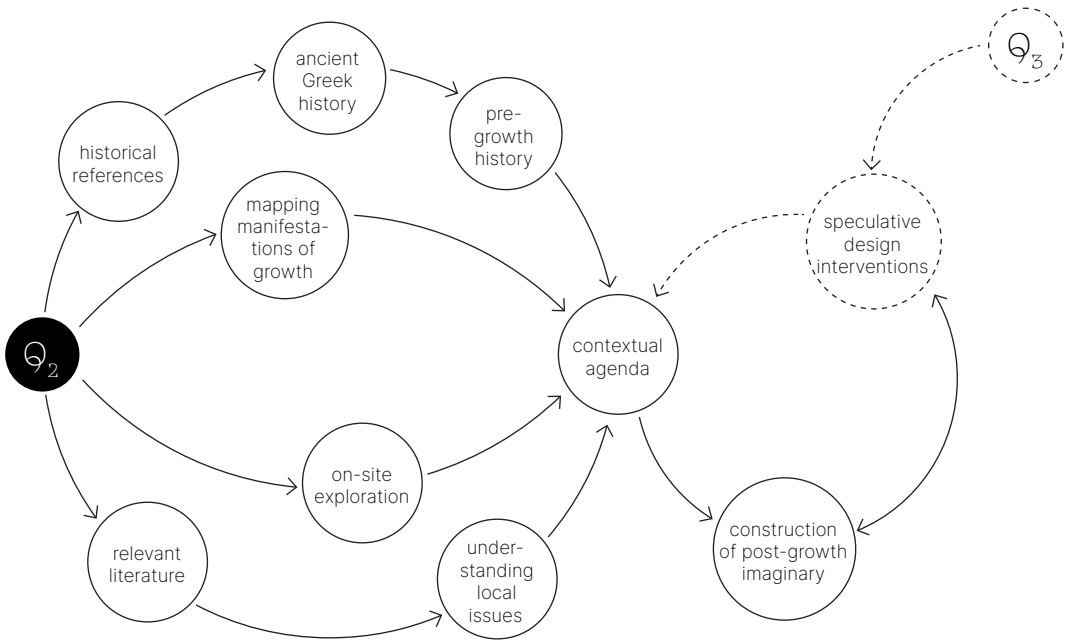 Q3
ancient
Greek
history
pre-
growth
history
historical
references
mapping
manifesta-
tions of
growth
speculative
design
interventions
Q2
contextual
agenda
on-site
exploration
relevant
literature
under-
standing
local
issues
construction
of post-growth
imaginary